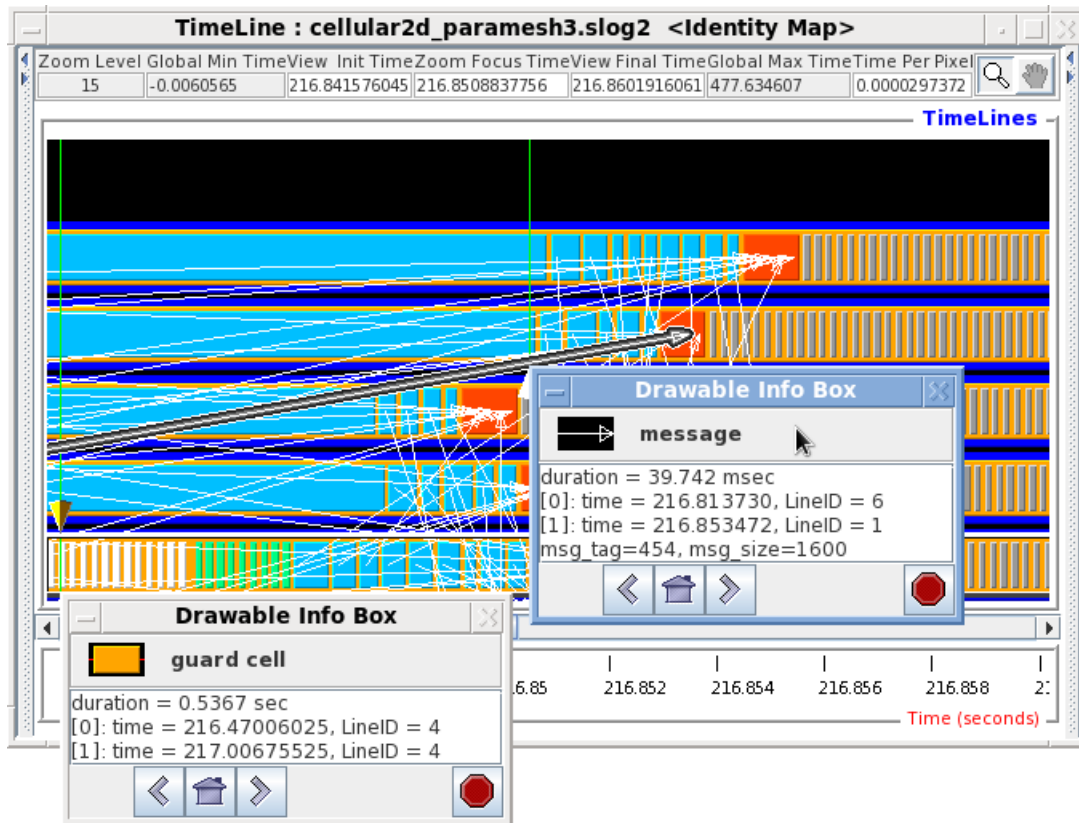 TimeLine : cellular2d_paramesh3.slog2 <Identity Map>
Zoom Level Global Min Time View Init Time Zoom Focus Time View Final Time Global Max Time Time Per Pixel
15 -0.0060565 216.841576045 216.8508837756 216.8601916061 477.634607 0.0000297372
TimeLines
Drawable Info Box
message
duration = 39.742 msec
[0]: time = 216.813730, LineID = 6
[1]: time = 216.853472, LineID = 1
msg_tag=454, msg_size=1600
Drawable Info Box
guard cell
duration = 0.5367 sec
[0]: time = 216.47006025, LineID = 4
[1]: time = 217.00675525, LineID = 4
6.85 216.852 216.854 216.856 216.858
Time (seconds)